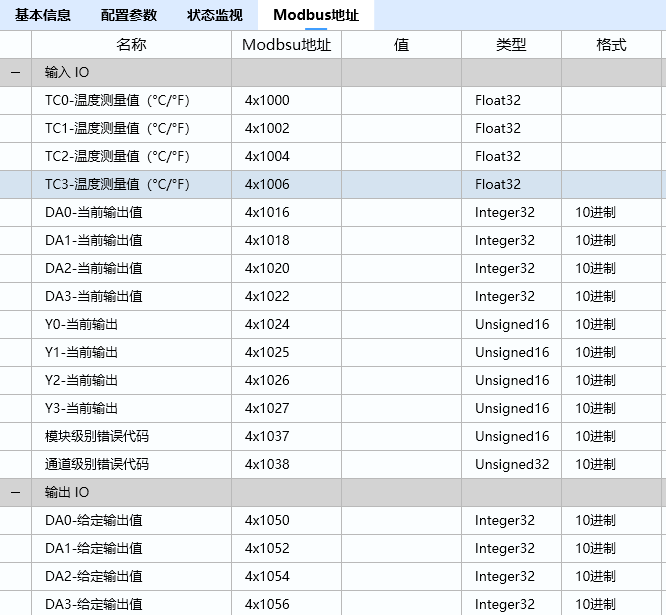 基本信息 配置参数 状态监视 Modbus地址
名称 Modbsu地址 值 类型 格式
— 输入 IO
TC0-温度测量值（°C/°F） 4x1000 Float32
TC1-温度测量值（°C/°F） 4x1002 Float32
TC2-温度测量值（°C/°F） 4x1004 Float32
TC3-温度测量值（°C/°F） 4x1006 Float32
DA0-当前输出值 4x1016 Integer32 10进制
DA1-当前输出值 4x1018 Integer32 10进制
DA2-当前输出值 4x1020 Integer32 10进制
DA3-当前输出值 4x1022 Integer32 10进制
Y0-当前输出 4x1024 Unsigned16 10进制
Y1-当前输出 4x1025 Unsigned16 10进制
Y2-当前输出 4x1026 Unsigned16 10进制
Y3-当前输出 4x1027 Unsigned16 10进制
模块级别错误代码 4x1037 Unsigned16 10进制
通道级别错误代码 4x1038 Unsigned32 10进制
— 输出 IO
DA0-给定输出值 4x1050 Integer32 10进制
DA1-给定输出值 4x1052 Integer32 10进制
DA2-给定输出值 4x1054 Integer32 10进制
DA3-给定输出值 4x1056 Integer32 10进制